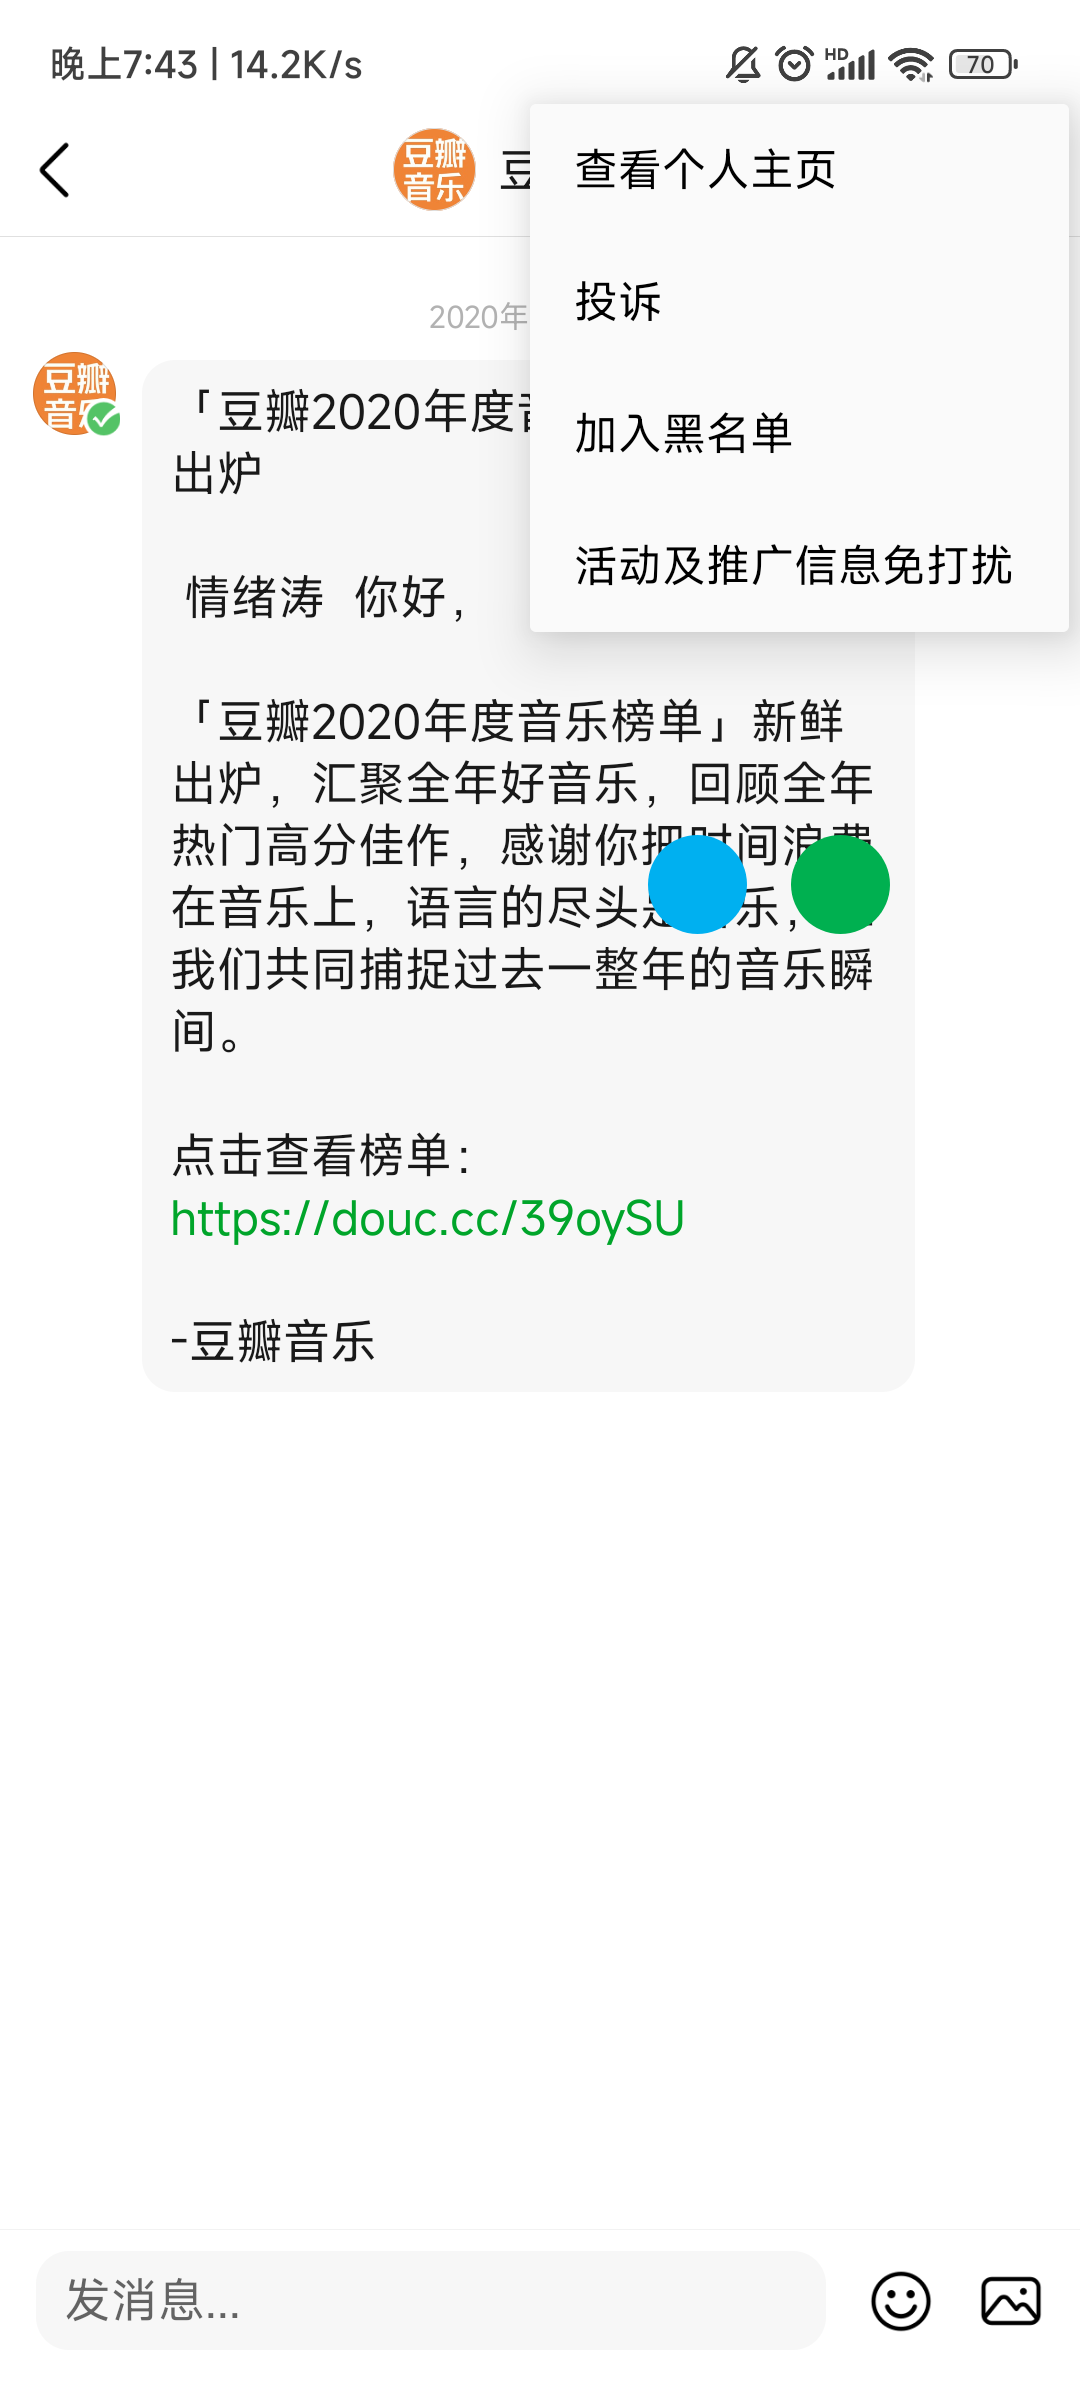 晚上7:43 | 14.2K/s
HD
70
豆瓣
音乐
查看个人主页
投诉
2020年
豆瓣
「豆瓣2020年度
加入黑名单
出炉
活动及推广信息免打扰
情绪涛 你好，
「豆瓣2020年度音乐榜单」新鲜
出炉，汇聚全年好音乐，回顾全年
热门高分佳作，感谢你把时间浪费
在音乐上，语言的尽头是 乐，
我们共同捕捉过去一整年的音乐瞬
间。
点击查看榜单：
https://douc.cc/39oySU
-豆瓣音乐
发消息...